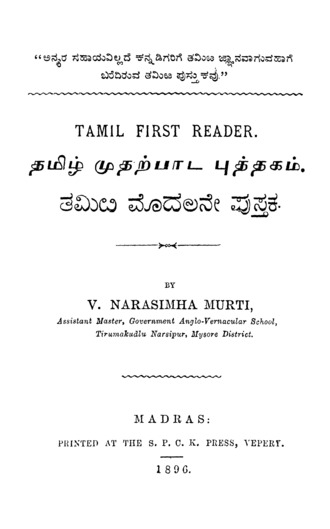 "ಅನ್ಯರ ಸಹಾಯವಿಲ್ಲದೆ ಕನ್ನಡಿಗರಿಗೆ ತಮಿೞ ಜ್ಞಾನವಾಗುವಹಾಗೆ
ಬರೆದಿರುವ ತಮಿೞ ಪುಸ್ತಕವು."
TAMIL FIRST READER.
தமிழ் முதற்பாட புத்தகம்.
ತಮಿೞ ಮೊದಲನೇ ಪುಸ್ತಕ.
BY
V. NARASIMHA MURTI,
Assistant Master, Government Anglo-Vernacular School,
Tirumakudlu Narsipur, Mysore District.
MADRAS:
PRINTED AT THE S. P. C. K. PRESS, VEPERY.
1896.